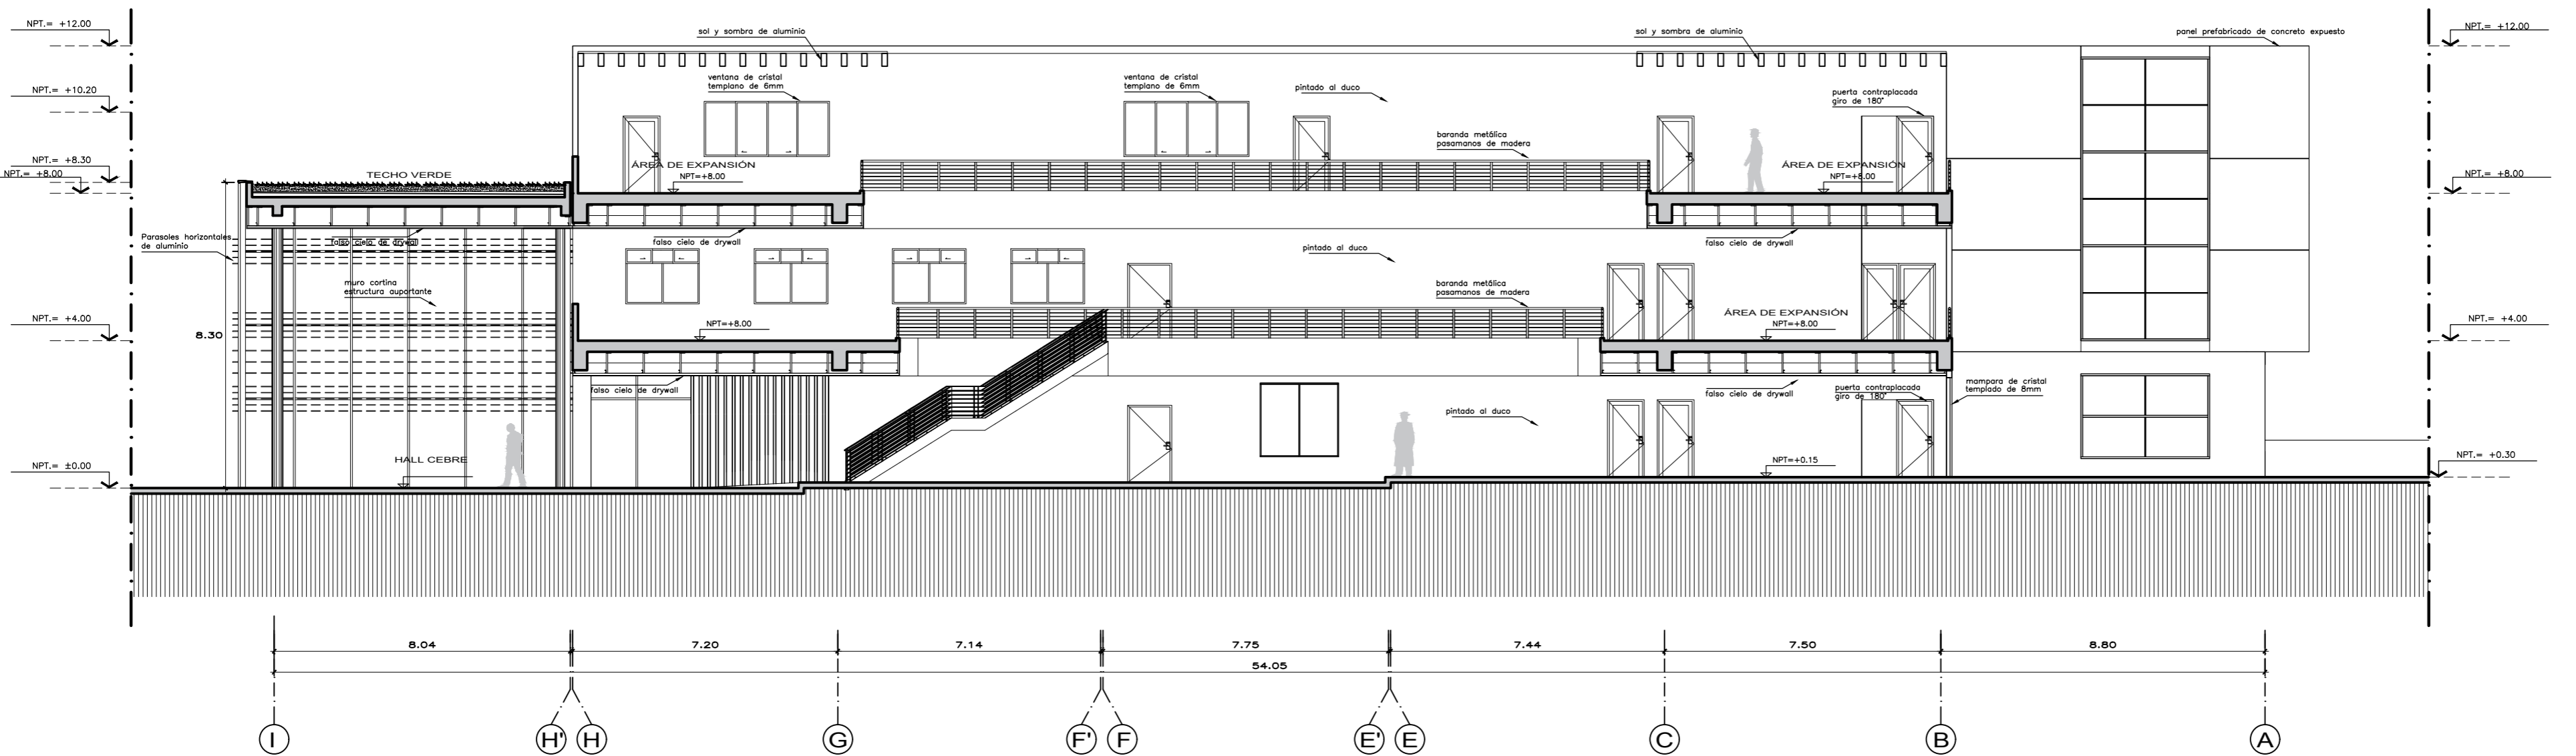 NPT.= +12.00
sol y sombra de aluminio
sol y sombra de aluminio
panel prefabricado de concreto expuesto
NPT.= +12.00
NPT.= +10.20
ventana de cristal
templano de 6mm
ventana de cristal
templano de 6mm
pintado al duco
puerta contraplacada
giro de 180°
baranda metálica
pasamanos de madera
NPT.= +8.30
NPT.= +8.00
TECHO VERDE
ÁREA DE EXPANSIÓN
NPT=+8.00
ÁREA DE EXPANSIÓN
NPT=+8.00
NPT.= +8.00
Parasoles horizontales
de aluminio
falso cielo de drywall
falso cielo de drywall
pintado al duco
falso cielo de drywall
muro cortina
estructura auportante
baranda metálica
pasamanos de madera
NPT.= +4.00
8.30
NPT=+8.00
ÁREA DE EXPANSIÓN
NPT=+8.00
NPT.= +4.00
falso cielo de drywall
falso cielo de drywall
puerta contraplacada
giro de 180°
mampara de cristal
templado de 8mm
pintado al duco
NPT.= ±0.00
HALL CEBRE
NPT=+0.15
NPT.= +0.30
8.04
7.20
7.14
7.75
7.44
7.50
8.80
54.05
I
H'
H
G
F'
F
E'
E
C
B
A